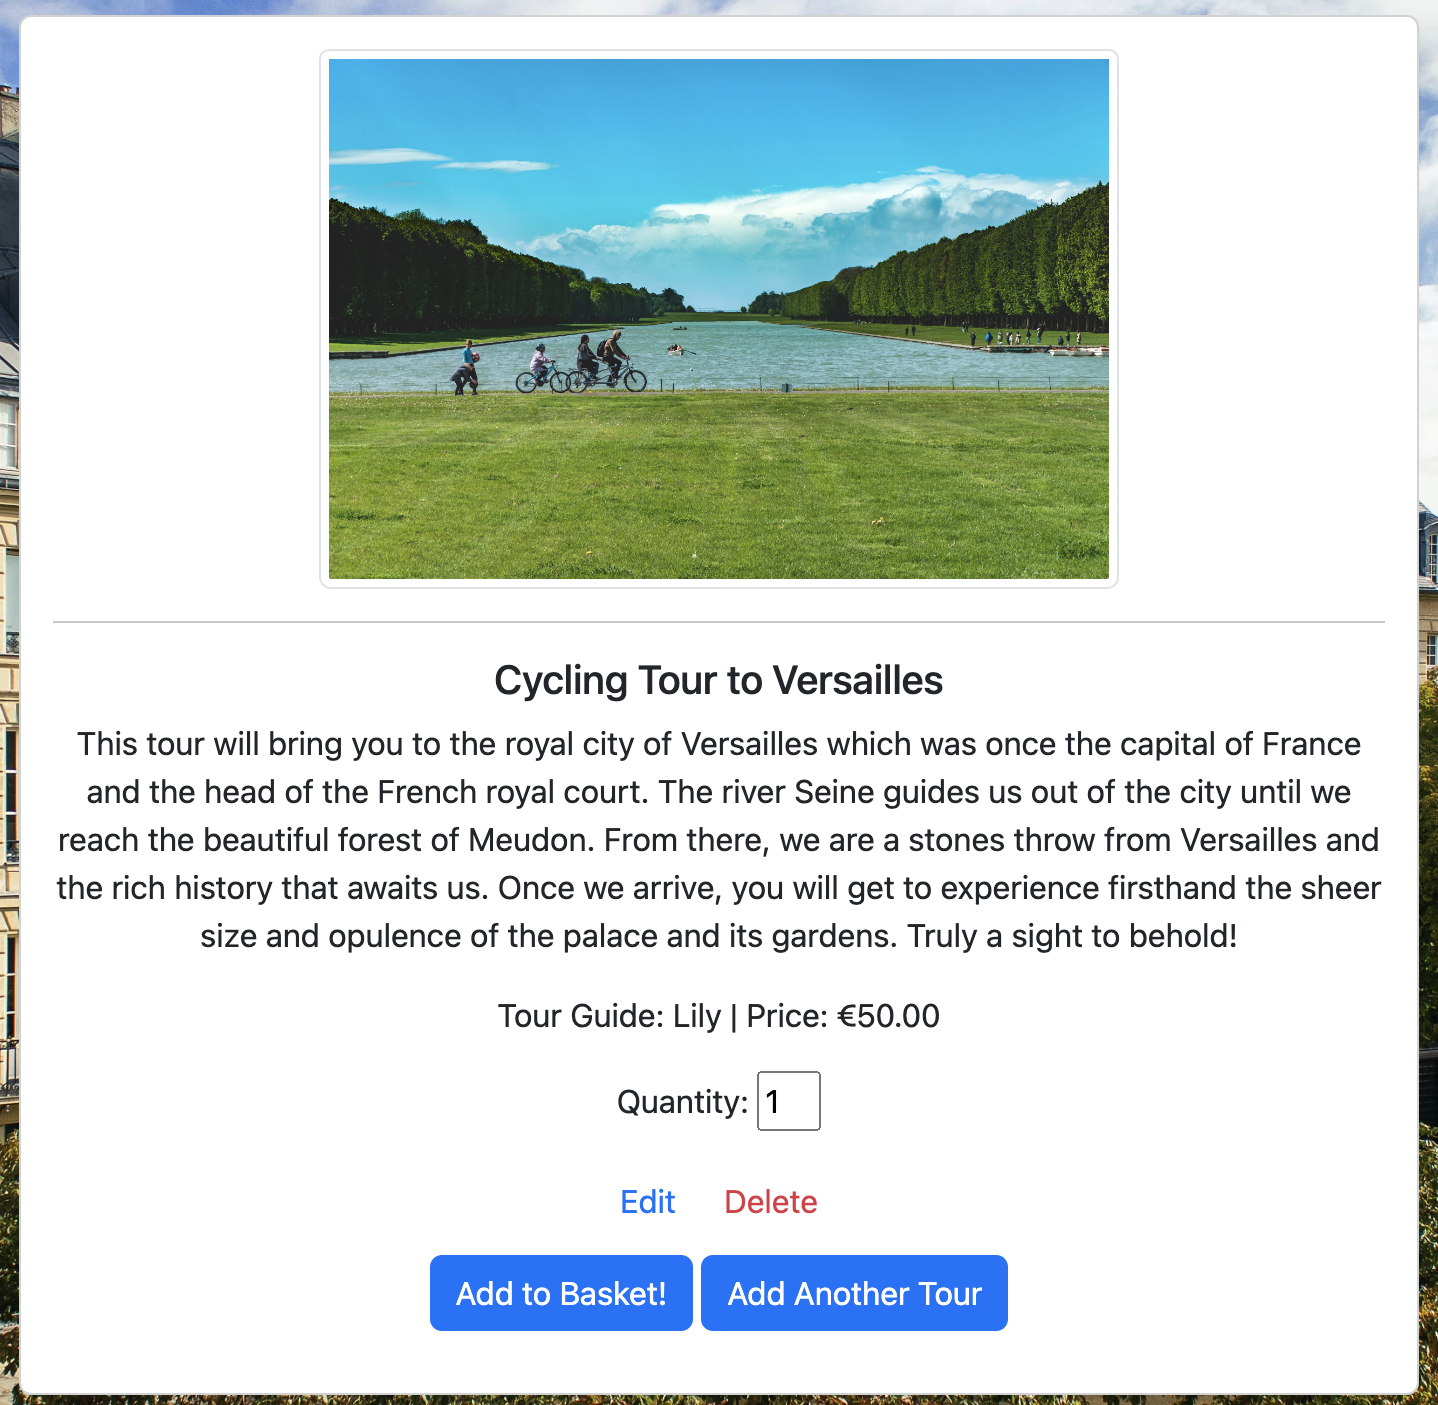 Cycling Tour to Versailles
This tour will bring you to the royal city of Versailles which was once the capital of France
and the head of the French royal court. The river Seine guides us out of the city until we
reach the beautiful forest of Meudon. From there, we are a stones throw from Versailles and
the rich history that awaits us. Once we arrive, you will get to experience firsthand the sheer
size and opulence of the palace and its gardens. Truly a sight to behold!
Tour Guide: Lily | Price: €50.00
Quantity: 1
Edit Delete
Add to Basket! Add Another Tour